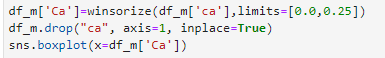 df_m['Ca']=winsorize(df_m['ca'],limits=[0.0,0.25])
df_m.drop("ca", axis=1, inplace=True)
sns.boxplot(x=df_m['Ca'])